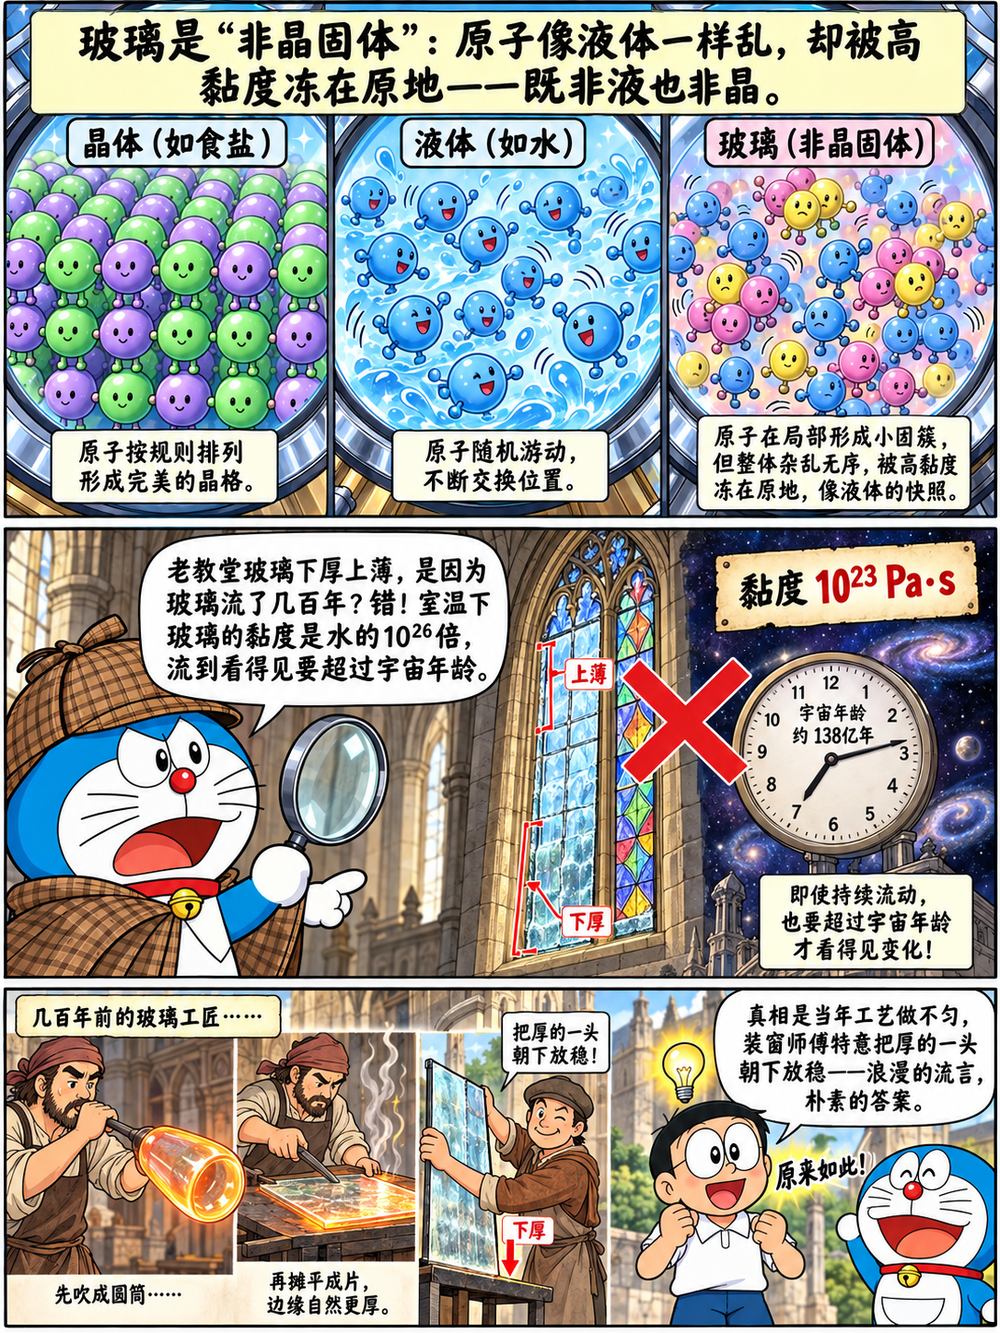 玻璃是“非晶固体”：原子像液体一样乱，却被高
黏度冻在原地——既非液也非晶。
晶体（如食盐）
液体（如水）
玻璃（非晶固体）
原子按规则排列
形成完美的晶格。
原子随机游动，
不断交换位置。
原子在局部形成小团簇，
但整体杂乱无序，被高黏度
冻在原地，像液体的快照。
老教堂玻璃下厚上薄，是因为
玻璃流了几百年？错！室温下
玻璃的黏度是水的10²⁶倍，
流到看得见要超过宇宙年龄。
上薄
下厚
黏度 10²³ Pa·s
12
1
2
3
4
5
6
7
8
9
10
11
宇宙年龄
约 138亿年
即使持续流动，
也要超过宇宙年龄
才看得见变化！
几百年前的玻璃工匠……
先吹成圆筒……
再摊平成片，
边缘自然更厚。
把厚的一头
朝下放稳！
下厚
真相是当年工艺做不匀，
装窗师傅特意把厚的一头
朝下放稳——浪漫的流言，
朴素的答案。
原来如此！